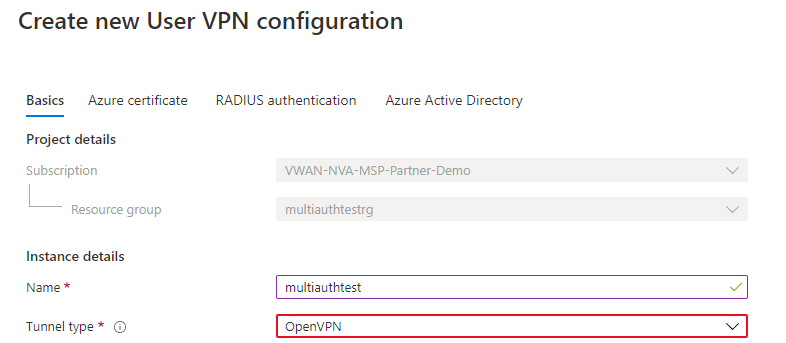 Create new User VPN configuration
Basics Azure certificate RADIUS authentication Azure Active Directory
Project details
Subscription VWAN-NVA-MSP-Partner-Demo
Resource group multiauthtestrg
Instance details
Name * multiauthtest
Tunnel type * OpenVPN